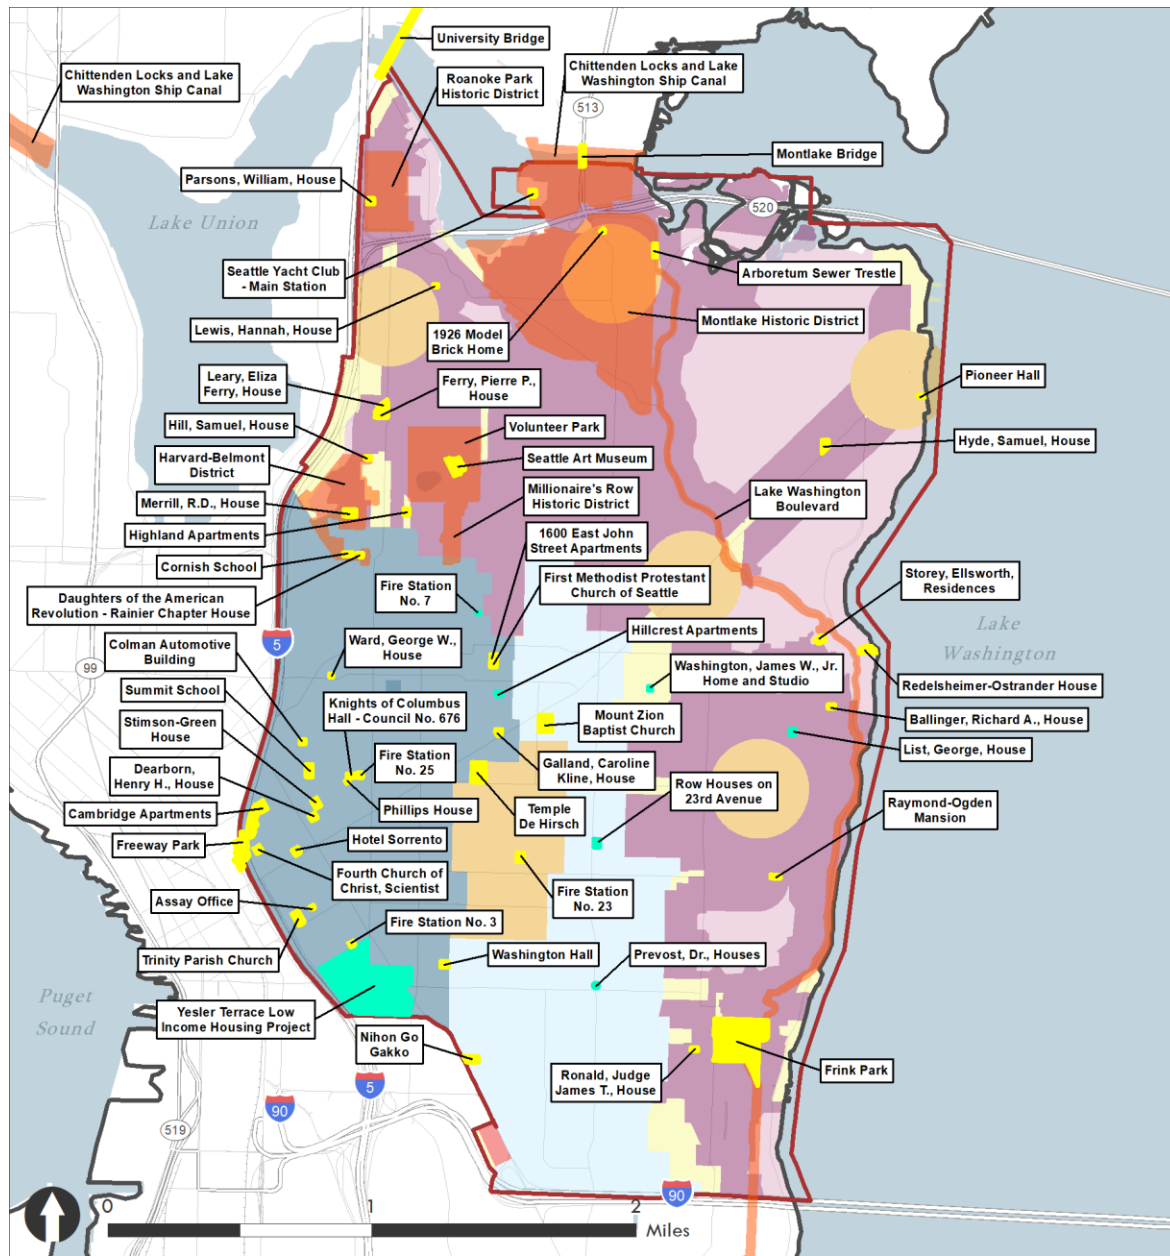 University Bridge
Chittenden Locks and Lake
Washington Ship Canal
Roanoke Park
Historic District
Chittenden Locks and Lake
Washington Ship Canal
513
Montlake Bridge
Parsons, William, House
520
Lake Union
Seattle Yacht Club
- Main Station
Arboretum Sewer Trestle
Lewis, Hannah, House
1926 Model
Brick Home
Montlake Historic District
Leary, Eliza
Ferry, House
Ferry, Pierre P.,
House
Pioneer Hall
Hill, Samuel, House
Volunteer Park
Hyde, Samuel, House
Harvard-Belmont
District
Seattle Art Museum
Merrill, R.D., House
Millionaire's Row
Historic District
Lake Washington
Boulevard
Highland Apartments
1600 East John
Street Apartments
Cornish School
First Methodist Protestant
Church of Seattle
Storey, Ellsworth,
Residences
Daughters of the American
Revolution - Rainier Chapter House
Fire Station
No. 7
Hillcrest Apartments
Lake
Washington
5
99
Colman Automotive
Building
Ward, George W.,
House
Washington, James W., Jr.
Home and Studio
Redelsheimer-Ostrander House
Summit School
Knights of Columbus
Hall - Council No. 676
Mount Zion
Baptist Church
Ballinger, Richard A., House
Stimson-Green
House
Fire Station
No. 25
Galland, Caroline
Kline, House
List, George, House
Dearborn,
Henry H., House
Phillips House
Temple
De Hirsch
Row Houses on
23rd Avenue
Raymond-Ogden
Mansion
Cambridge Apartments
Freeway Park
Hotel Sorrento
Fourth Church of
Christ, Scientist
Fire Station
No. 23
Assay Office
Fire Station No. 3
Trinity Parish Church
Washington Hall
Prevost, Dr., Houses
Puget
Sound
Yesler Terrace Low
Income Housing Project
Nihon Go
Gakko
Ronald, Judge
James T., House
Frink Park
5
90
519
90
0
1
2
Miles